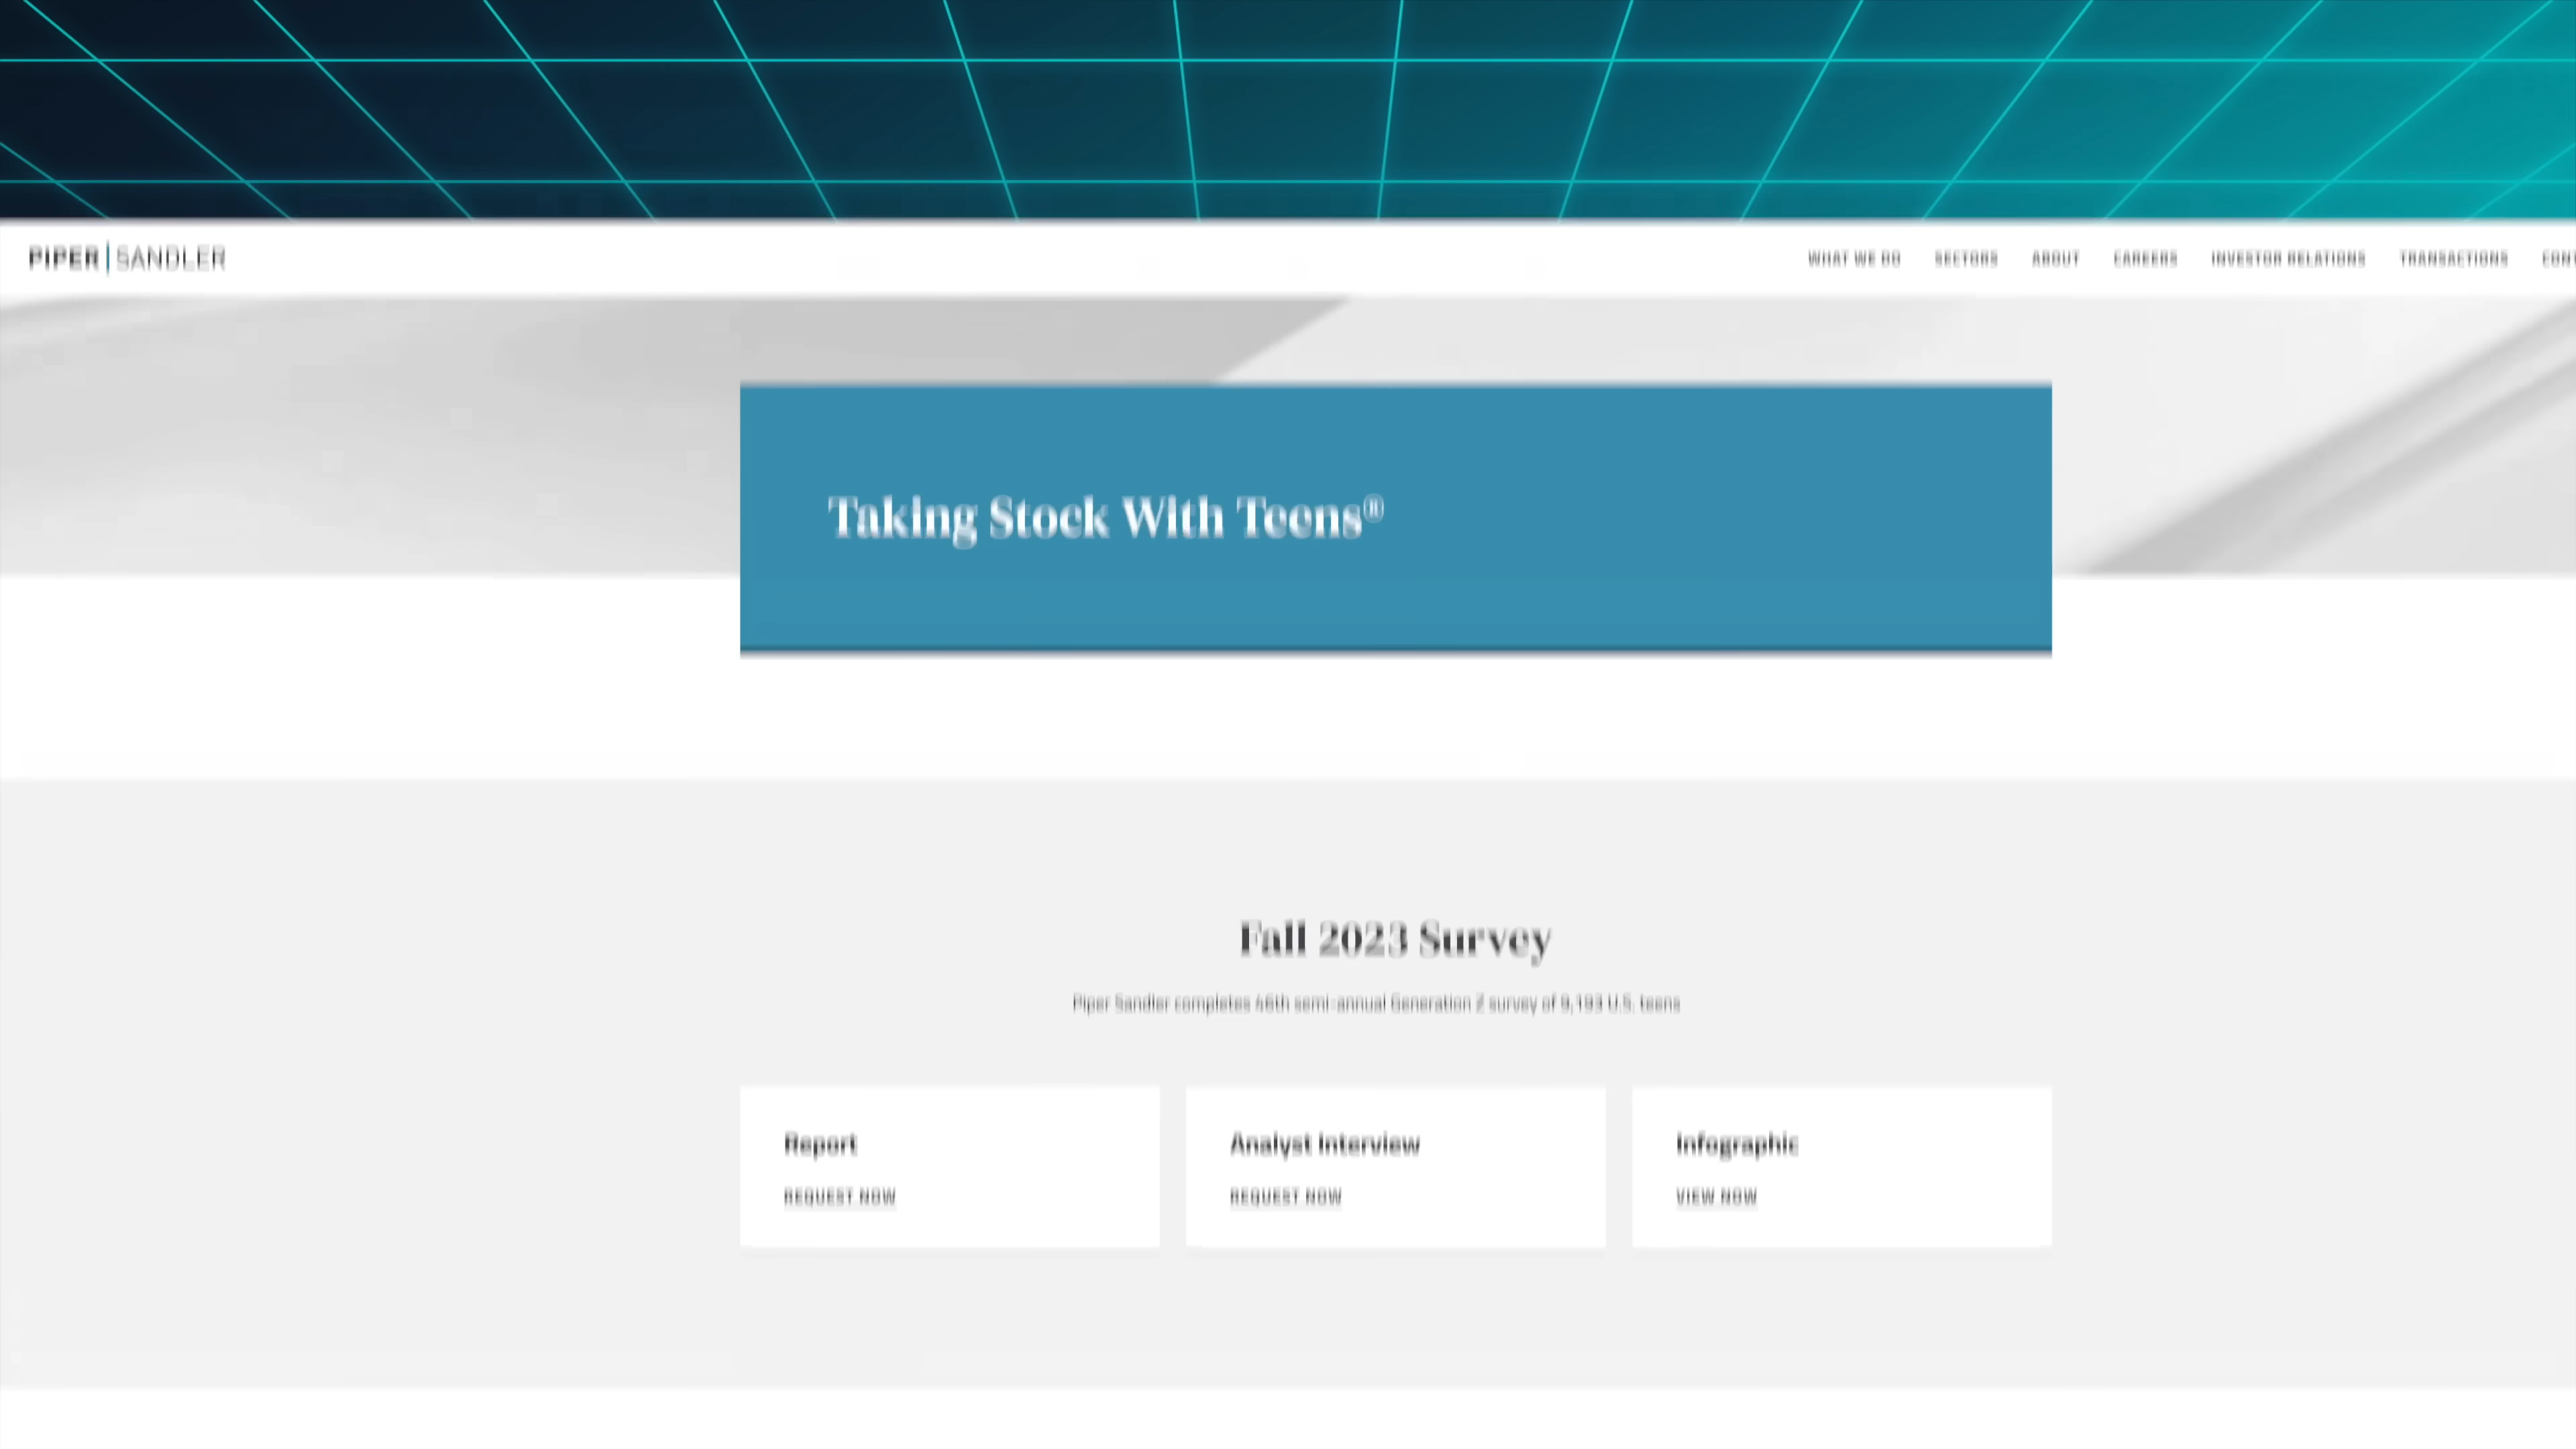 PIPER | SANDLER
WHAT WE DO SECTORS ABOUT CAREERS INVESTOR RELATIONS TRANSACTIONS
Taking Stock With Teens®
Fall 2023 Survey
Piper Sandler completes 46th semi-annual Generation Z survey of 9,193 U.S. teens
Report Analyst Interview Infographic
REQUEST NOW REQUEST NOW VIEW NOW